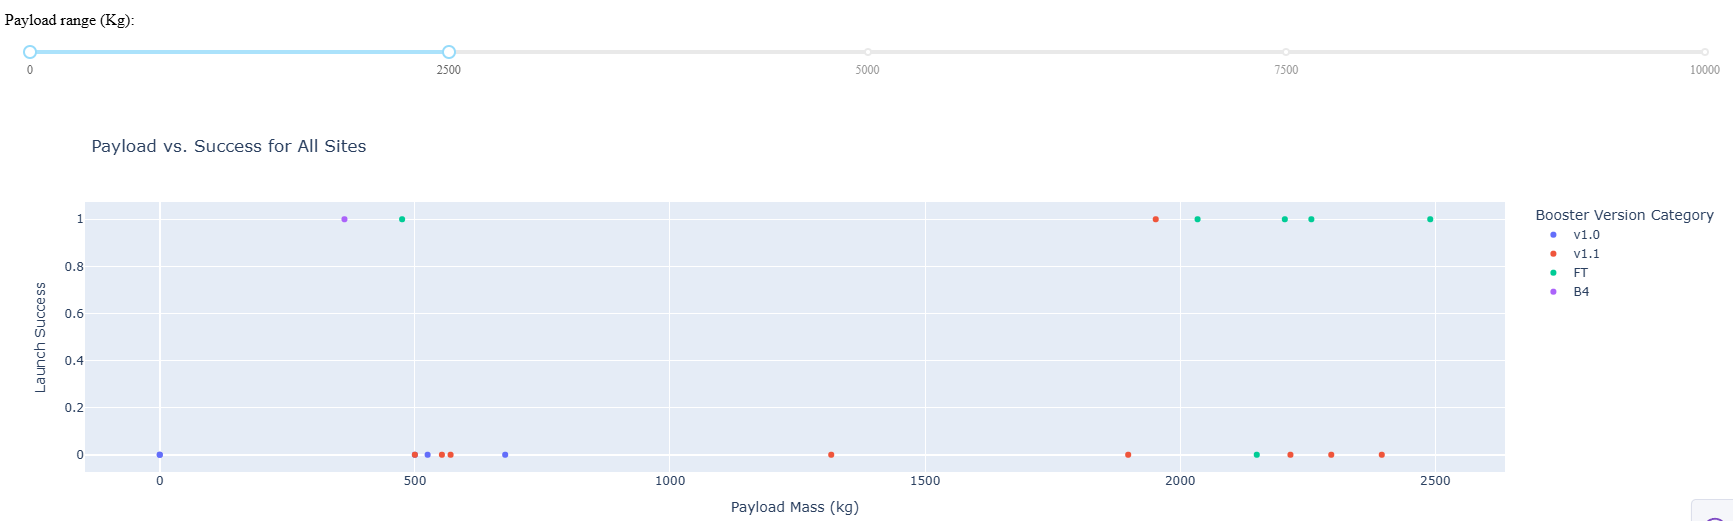 Payload range (Kg):
0 2500 5000 7500 10000
Payload vs. Success for All Sites
Booster Version Category
v1.0
v1.1
FT
B4
Launch Success
1
0.8
0.6
0.4
0.2
0
0 500 1000 1500 2000 2500
Payload Mass (kg)